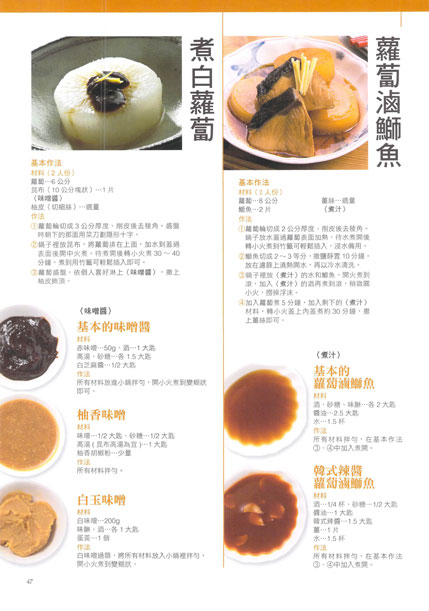 煮白蘿蔔
基本作法
材料（2人份）
蘿蔔…6公分
昆布（10公分塊狀）…1片
〈味噌醬〉
柚皮（切細絲）…適量
作法
①蘿蔔輪切成3公分厚度，削皮後去稜角。盛盤
時朝下的那面用菜刀劃隱形十字。
②鍋子裡放昆布，將蘿蔔排在上面，加水到蓋過
表面後開中火煮。待煮沸後轉小火煮30～40
分鐘，煮到用竹籤可輕鬆插入即可。
③蘿蔔盛盤，依個人喜好淋上〈味噌醬〉，撒上
柚皮裝頂。
〈味噌醬〉
基本的味噌醬
材料
赤味噌…50g，酒…1大匙
高湯，砂糖…各1.5大匙
白芝麻醬…1/2大匙
作法
所有材料放進小鍋拌勻，開小火煮到變糊狀
即可。
柚香味噌
材料
味噌…1/2大匙、砂糖…1/2大匙
高湯（昆布高湯為宜）…1大匙
柚香胡椒粉…少量
作法
所有材料拌勻。
白玉味噌
材料
白味噌…200g
味醂，酒…各1大匙
蛋黃…1個
作法
白味噌過篩，將所有材料放入小鍋裡拌勻，
開小火煮到變糊狀。
47
蘿蔔滷鰤魚
基本作法
材料（2人份）
蘿蔔…8公分
鰤魚…2片
薑絲…適量
〈煮汁〉
作法
①蘿蔔輪切成2公分厚度，削皮後去稜角。
鍋子放水蓋過蘿蔔表面加熱，待水煮開後
轉小火煮到竹籤可輕鬆插入，浸水備用。
②鰤魚切成2～3等分，撒鹽靜置10分鐘，
放在濾篩上澆熱開水，再以冷水清洗。
③鍋子裡放〈煮汁〉的水和鰤魚，開火煮到
滾，加入〈煮汁〉的酒再煮到滾，稍微關
小火，撈掉浮沫。
④加入蘿蔔煮5分鐘，加入剩下的〈煮汁〉
材料，轉小火蓋上內蓋煮約30分鐘，撒
上薑絲即可。
〈煮汁〉
基本的
蘿蔔滷鰤魚
材料
酒、砂糖、味醂…各2大匙
醬油…2.5大匙
水…1.5杯
作法
所有材料拌勻，在基本作法
③、④中加入煮開。
韓式辣醬
蘿蔔滷鰤魚
材料
酒…1/4杯，砂糖…1/2大匙
醬油…1大匙
韓式辣醬…1.5大匙
薑…1片
水…1.5杯
作法
所有材料拌勻，在基本作法
③、④中加入煮開。